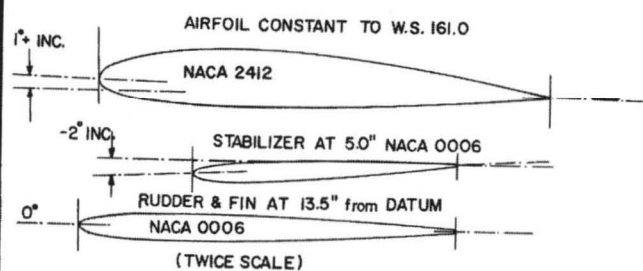 AIRFOIL CONSTANT TO W.S. 161.0
1°+ INC.
NACA 2412
-2° INC.
STABILIZER AT 5.0" NACA 0006
RUDDER & FIN AT 13.5" from DATUM
0°
NACA 0006
(TWICE SCALE)